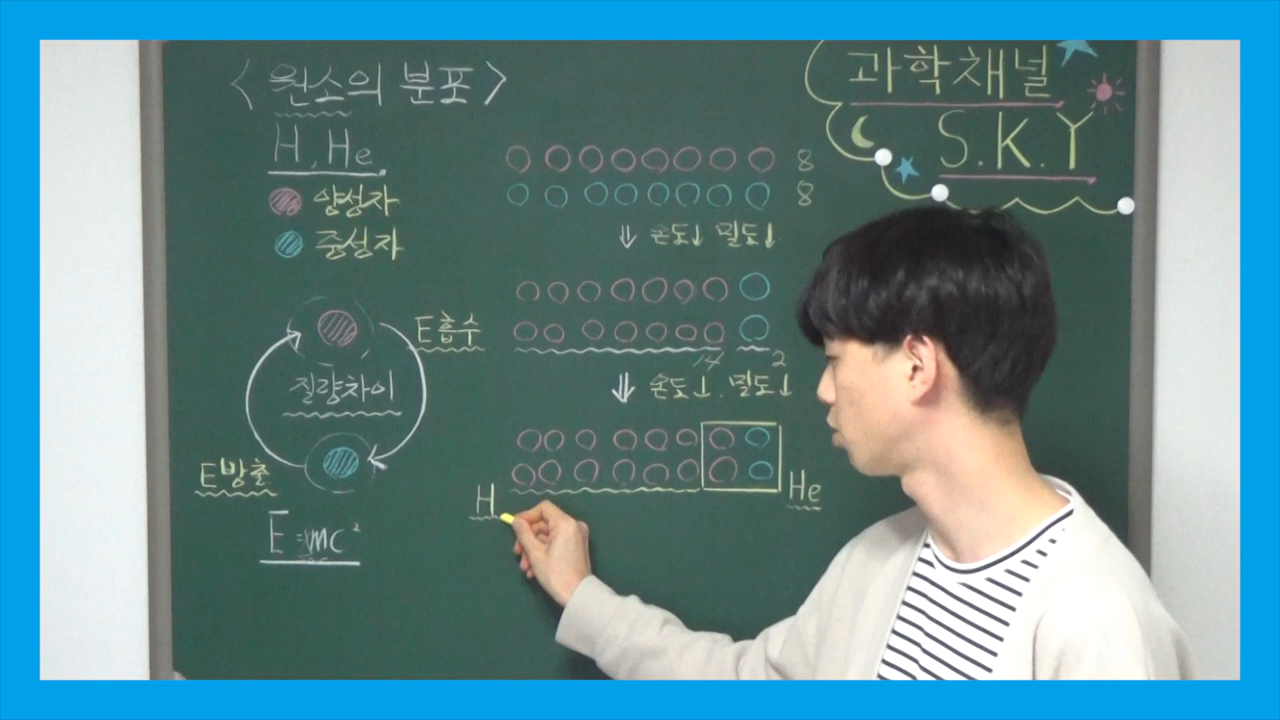 <원소의 분포>
H, He
양성자
중성자
E흡수
질량차이
E방출
E=mc²
8
8
⇓ 온도↓ 밀도↓
14 2
⇓ 온도↓. 밀도↓
H
He
과학채널
S.K.Y